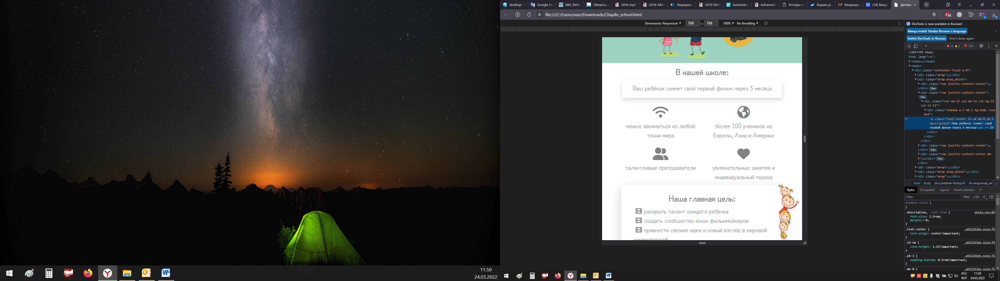 11:50
24.03.2022
desktop –
Google Пе
МИ_3650_
Область-а
2016-mp6-
2016-6464
Федераль
2019-5818
Automatec
Advanced
Роторы га
Яндекс.Ди
Входящие
(18) Входя
Детская
file:///C:/Users/user/Downloads/Chaplin_school.html
Dimensions: Responsive 768 × 780 100% No throttling
В нашей школе:
Ваш ребёнок снимет свой первый фильм через 3 месяца
можно заниматься из любой
точки мира
более 100 учеников из
Европы, Азии и Америки
талантливые преподаватели
увлекательные занятия и
индивидуальный подход
Наша главная цель:
раскрыть талант каждого ребенка
создать сообщество юных фильммейкеров
привнести свежие идеи и новый взгляд в мировой
кинематограф
DevTools is now available in Russian!
Always match Yandex Browser's language
Switch DevTools to Russian Don't show again
12 3 129
<!DOCTYPE html>
<html lang="ru">
<head>…</head>
<body>
<div class="container-fluid p-0">
<div class="wrap">…</div>
<div class="wrap wrap_white">
<div class="row justify-content-center">…
</div> flex
<div class="row justify-content-center">
flex
<div class="col-sm-12 col-md-12 col-lg-12
col-xl-12">
<div class="shadow p-3 mb-3 bg-body roun
ded">
<p class="text-center lh-sm mb-0 pb-2
description">Ваш ребёнок снимет свой
первый фильм через 3 месяца</p> == $0
</div>
</div>
</div>
<div class="row justify-content-center">…
</div> flex
<div class="row justify-content-center mb-
5">…</div> flex
</div>
<div class="wrap">…</div>
<div class="wrap wrap_white">…</div>
<div class="wrap">…</div>
… html body div.container-fluid.p-0 div.wrap.wrap_wh …
Styles Computed Layout Event Listeners
Filter :hov .cls
element.style {
}
.description, .list-item { style.css:67
font-size: 1.5rem;
margin: 0;
}
.text-center { _utilities.scss:71
text-align: center!important;
}
.lh-sm { _utilities.scss:71
line-height: 1.25!important;
}
.pb-2 { _utilities.scss:71
padding-bottom: 0.5rem!important;
}
.mb-0 { _utilities.scss:71
РУС
RUT
11:50
24.03.2022